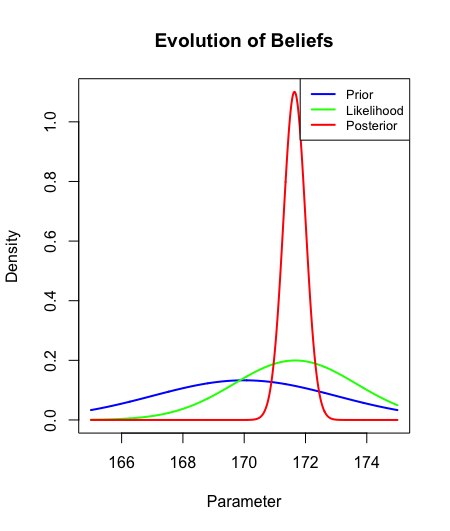 Evolution of Beliefs
Prior
Likelihood
Posterior
Density
0.0 0.2 0.4 0.6 0.8 1.0
166 168 170 172 174
Parameter